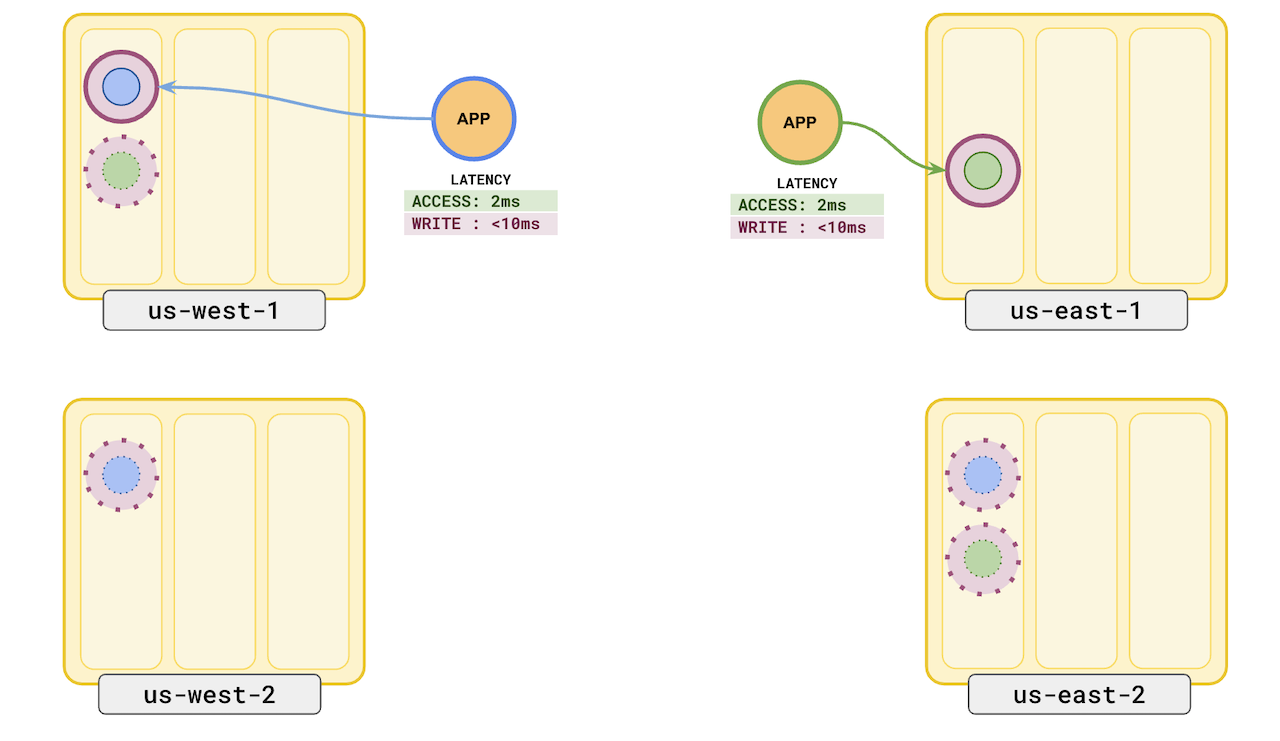 APP
LATENCY
ACCESS: 2ms
WRITE : <10ms
us-west-1
APP
LATENCY
ACCESS: 2ms
WRITE : <10ms
us-east-1
us-west-2
us-east-2